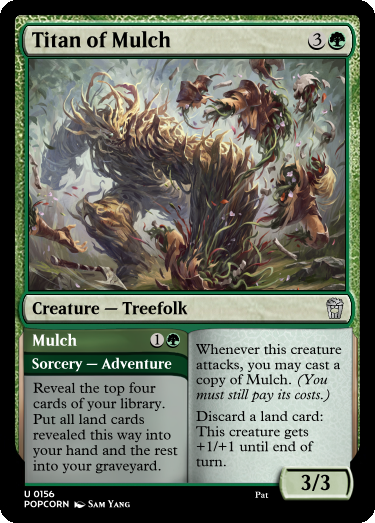 Titan of Mulch 3
Creature — Treefolk
Mulch 1
Sorcery — Adventure
Reveal the top four
cards of your library.
Put all land cards
revealed this way into
your hand and the rest
into your graveyard.
Whenever this creature
attacks, you may cast a
copy of Mulch. (You
must still pay its costs.)
Discard a land card:
This creature gets
+1/+1 until end of
turn.
3/3
U 0156
POPCORN Sam Yang
Pat